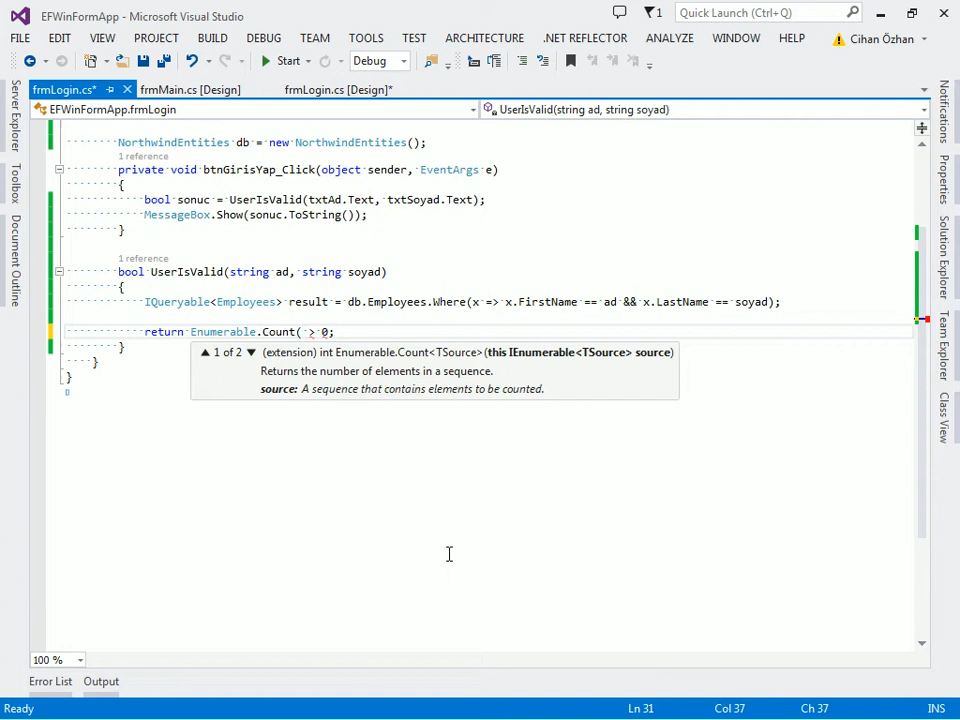 EFWinFormApp - Microsoft Visual Studio
1
Quick Launch (Ctrl+Q)
FILE EDIT VIEW PROJECT BUILD DEBUG TEAM TOOLS TEST ARCHITECTURE .NET REFLECTOR ANALYZE WINDOW HELP Cihan Özhan
Start Debug
frmLogin.cs* frmMain.cs [Design] frmLogin.cs [Design]*
EFWinFormApp.frmLogin UserIsValid(string ad, string soyad)
NorthwindEntities db = new NorthwindEntities();
1 reference
private void btnGirisYap_Click(object sender, EventArgs e)
{
bool sonuc = UserIsValid(txtAd.Text, txtSoyad.Text);
MessageBox.Show(sonuc.ToString());
}
1 reference
bool UserIsValid(string ad, string soyad)
{
IQueryable<Employees> result = db.Employees.Where(x => x.FirstName == ad && x.LastName == soyad);
return Enumerable.Count( > 0;
}
}
}
1 of 2 (extension) int Enumerable.Count<TSource>(this IEnumerable<TSource> source)
Returns the number of elements in a sequence.
source: A sequence that contains elements to be counted.
Server Explorer
Toolbox
Document Outline
Notifications
Properties
Solution Explorer
Team Explorer
Class View
100 %
Error List Output
Ready Ln 31 Col 37 Ch 37 INS